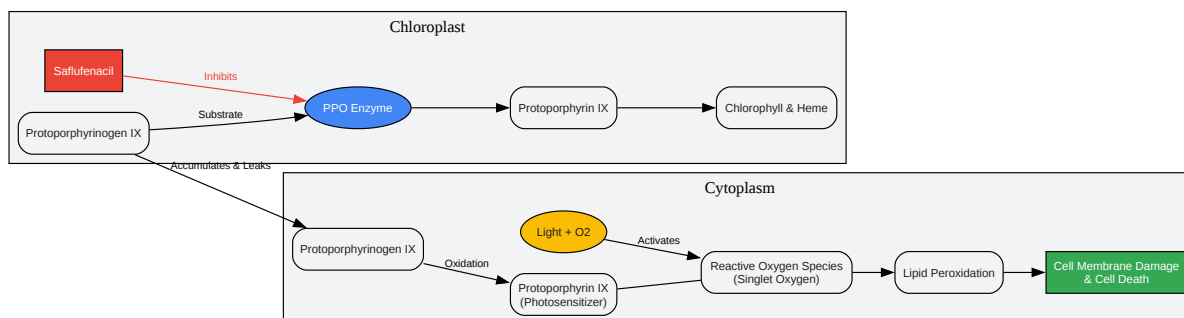 Chloroplast
Saflufenacil
Inhibits
Protoporphyrinogen IX
Substrate
PPO Enzyme
Protoporphyrin IX
Chlorophyll & Heme
Accumulates & Leaks
Cytoplasm
Protoporphyrinogen IX
Oxidation
Light + O2
Activates
Protoporphyrin IX
(Photosensitizer)
Reactive Oxygen Species
(Singlet Oxygen)
Lipid Peroxidation
Cell Membrane Damage
& Cell Death